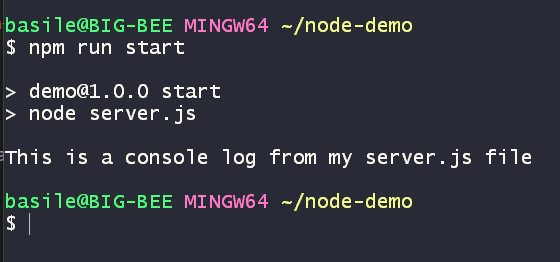 basile@BIG-BEE MINGW64 ~/node-demo
$ npm run start
> demo@1.0.0 start
> node server.js
This is a console log from my server.js file
basile@BIG-BEE MINGW64 ~/node-demo
$